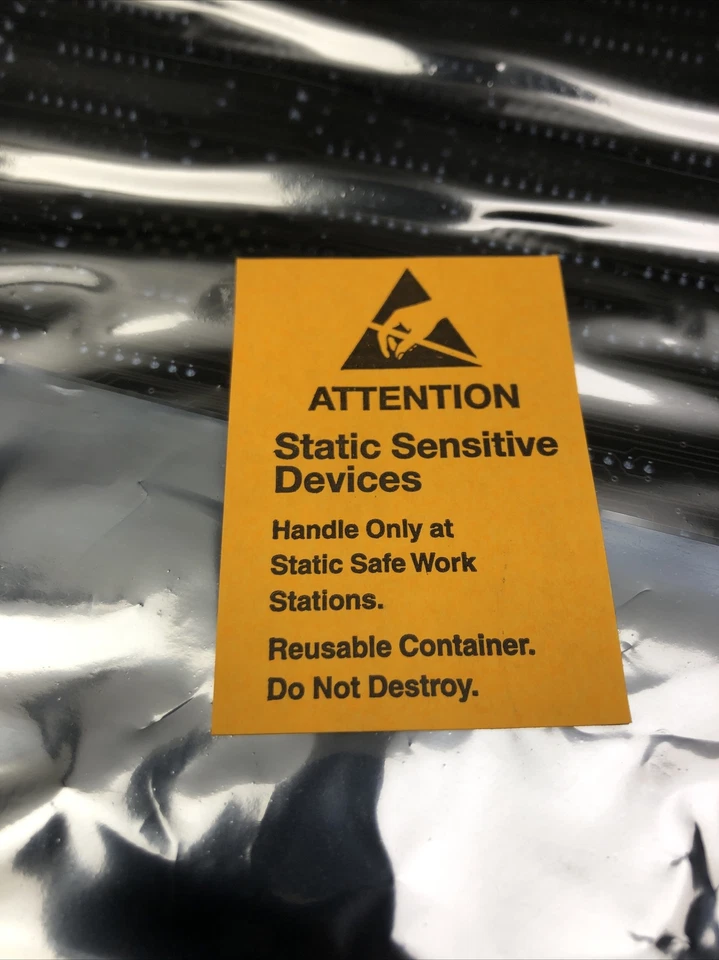 ATTENTION
Static Sensitive
Devices
Handle Only at
Static Safe Work
Stations.
Reusable Container.
Do Not Destroy.